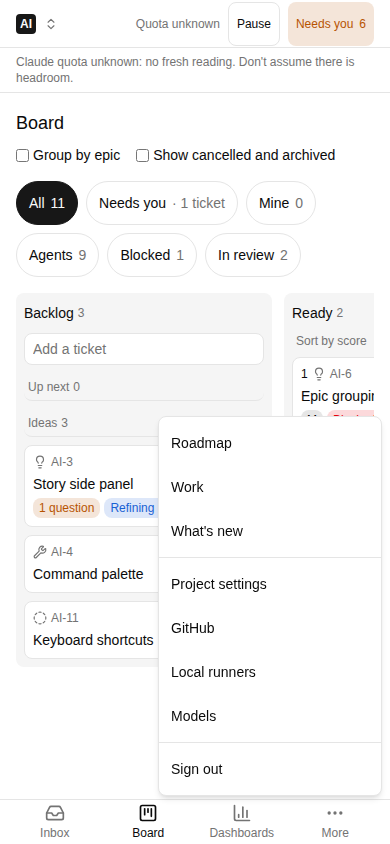 AI
Quota unknown
Pause
Needs you 6
Claude quota unknown: no fresh reading. Don't assume there is
headroom.
Board
Group by epic
Show cancelled and archived
All 11
Needs you · 1 ticket
Mine 0
Agents 9
Blocked 1
In review 2
Backlog 3
Add a ticket
Up next 0
Ideas 3
AI-3
Story side panel
1 question
Refining
AI-4
Command palette
AI-11
Keyboard shortcuts
Ready 2
Sort by score
1 AI-6
Epic groupin
Roadmap
Work
What's new
Project settings
GitHub
Local runners
Models
Sign out
Inbox
Board
Dashboards
More